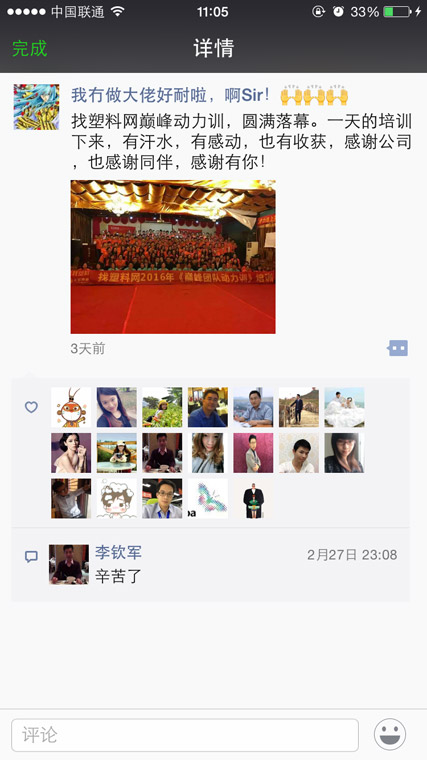 中国联通
11:05
33%
完成
详情
我冇做大佬好耐啦，啊Sir！🙌🙌🙌
找塑料网巅峰动力训，圆满落幕。一天的培训
下来，有汗水，有感动，也有收获，感谢公司
，也感谢同伴，感谢有你！
找塑料网2016年《巅峰团队动力训》培训
3天前
李钦军
2月27日 23:08
辛苦了
评论